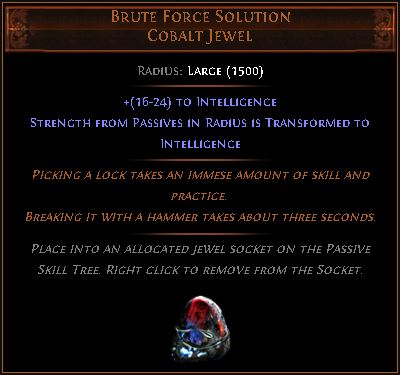 Brute Force Solution
Cobalt Jewel
Radius: Large (1500)
+(16-24) to Intelligence
Strength from Passives in Radius is Transformed to
Intelligence
Picking a lock takes an immese amount of skill and
practice.
Breaking it with a hammer takes about three seconds.
Place into an allocated jewel socket on the Passive
Skill Tree. Right click to remove from the Socket.